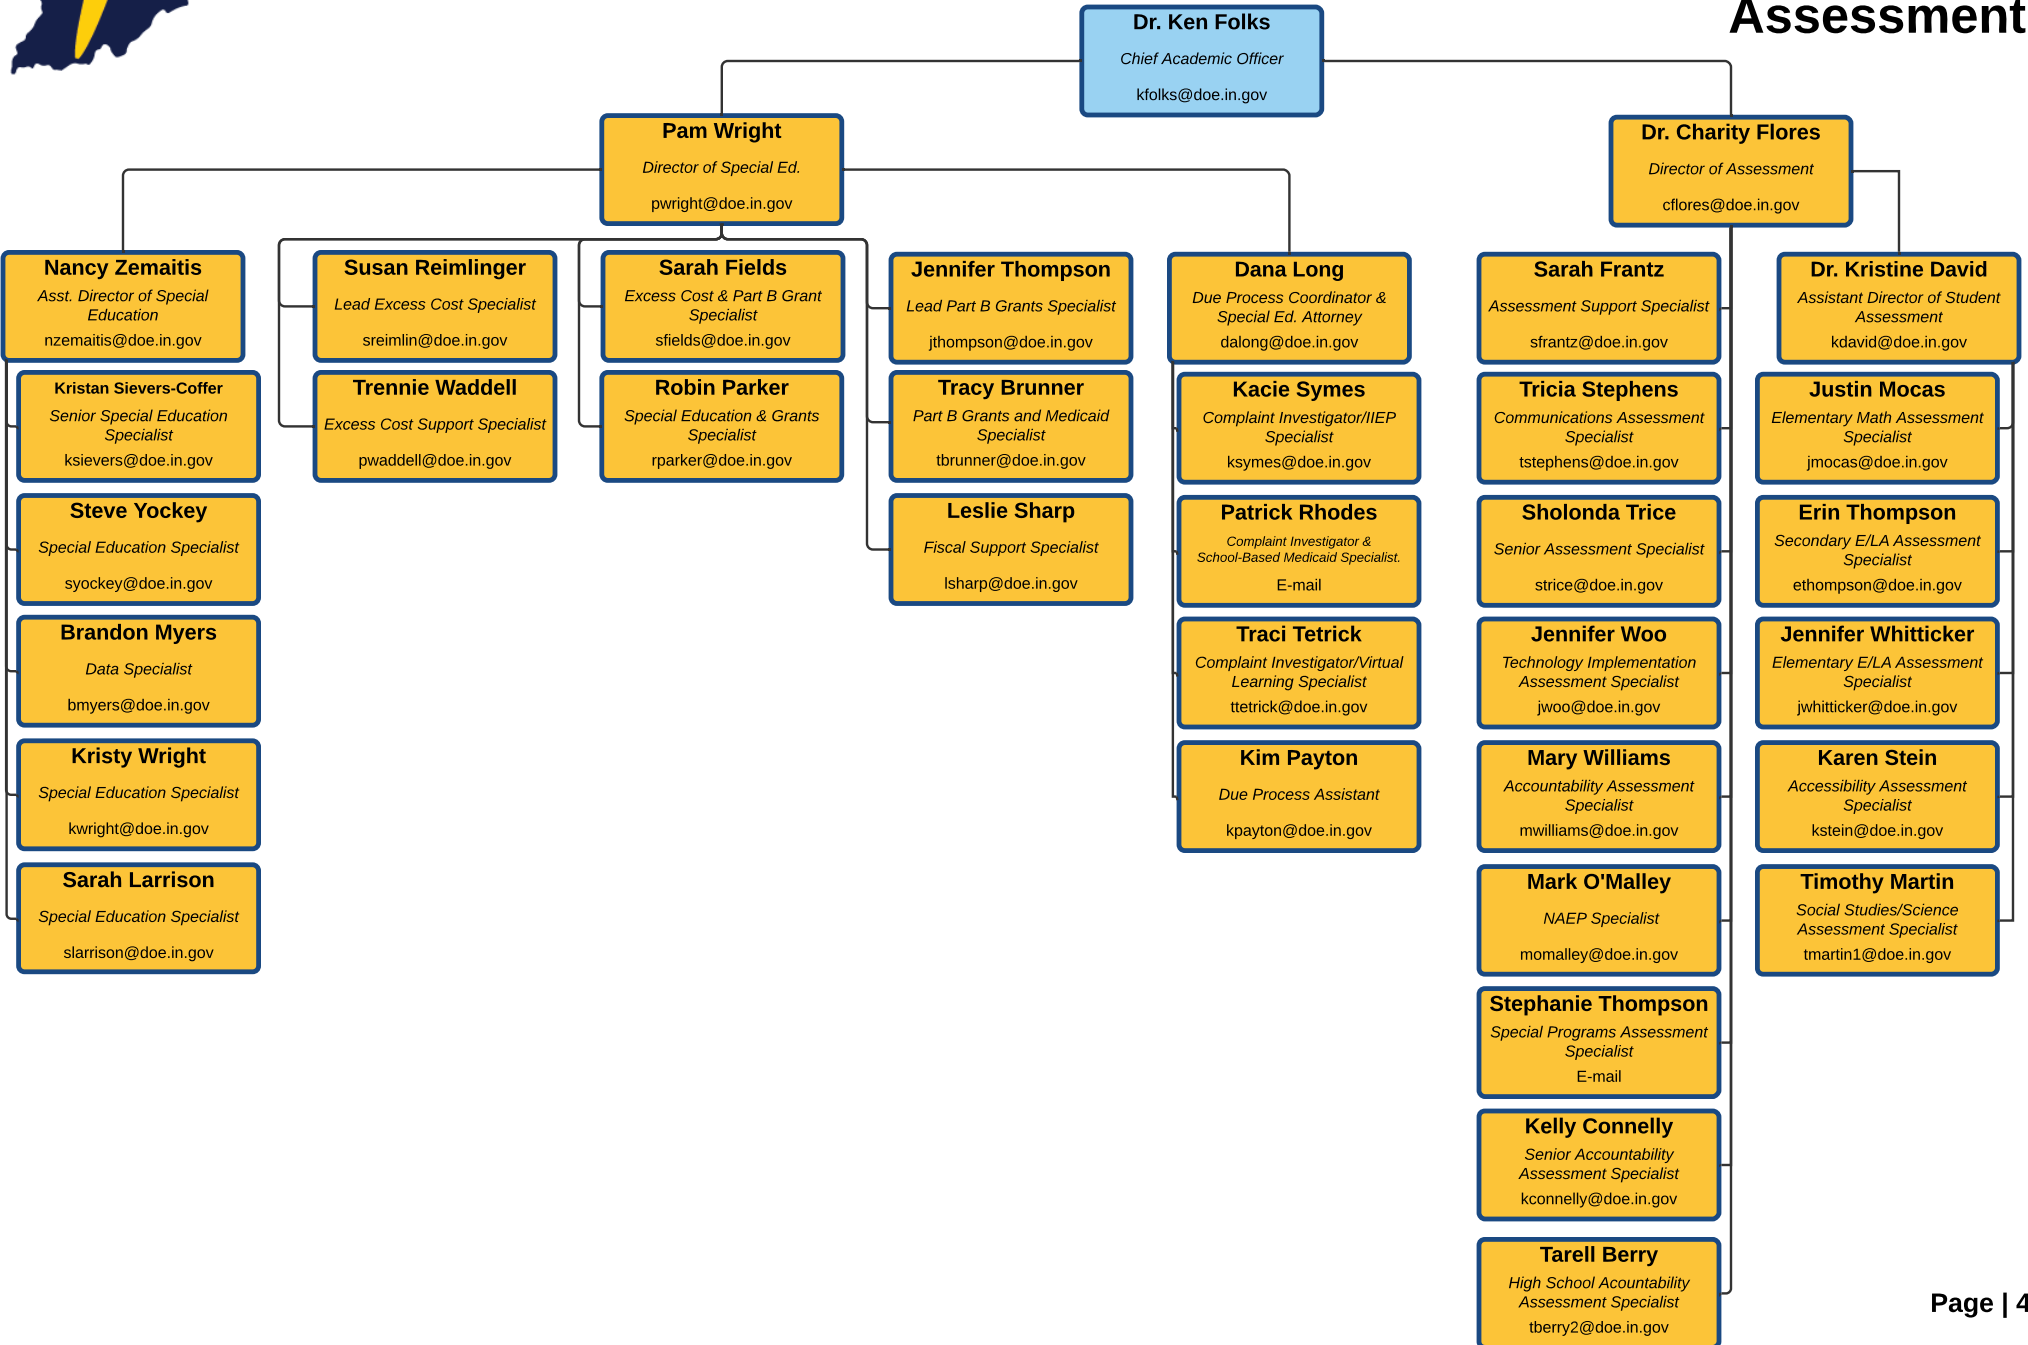 Assessment
Dr. Ken Folks
Chief Academic Officer
kfolks@doe.in.gov
Pam Wright
Director of Special Ed.
pwright@doe.in.gov
Dr. Charity Flores
Director of Assessment
cflores@doe.in.gov
Nancy Zemaitis
Asst. Director of Special
Education
nzemaitis@doe.in.gov
Kristan Sievers-Coffer
Senior Special Education
Specialist
ksievers@doe.in.gov
Steve Yockey
Special Education Specialist
syockey@doe.in.gov
Brandon Myers
Data Specialist
bmyers@doe.in.gov
Kristy Wright
Special Education Specialist
kwright@doe.in.gov
Sarah Larrison
Special Education Specialist
slarrison@doe.in.gov
Susan Reimlinger
Lead Excess Cost Specialist
sreimlin@doe.in.gov
Trennie Waddell
Excess Cost Support Specialist
pwaddell@doe.in.gov
Sarah Fields
Excess Cost & Part B Grant
Specialist
sfields@doe.in.gov
Robin Parker
Special Education & Grants
Specialist
rparker@doe.in.gov
Jennifer Thompson
Lead Part B Grants Specialist
jthompson@doe.in.gov
Tracy Brunner
Part B Grants and Medicaid
Specialist
tbrunner@doe.in.gov
Leslie Sharp
Fiscal Support Specialist
lsharp@doe.in.gov
Dana Long
Due Process Coordinator &
Special Ed. Attorney
dalong@doe.in.gov
Kacie Symes
Complaint Investigator/IIEP
Specialist
ksymes@doe.in.gov
Patrick Rhodes
Complaint Investigator &
School-Based Medicaid Specialist.
E-mail
Traci Tetrick
Complaint Investigator/Virtual
Learning Specialist
ttetrick@doe.in.gov
Kim Payton
Due Process Assistant
kpayton@doe.in.gov
Sarah Frantz
Assessment Support Specialist
sfrantz@doe.in.gov
Tricia Stephens
Communications Assessment
Specialist
tstephens@doe.in.gov
Sholonda Trice
Senior Assessment Specialist
strice@doe.in.gov
Jennifer Woo
Technology Implementation
Assessment Specialist
jwoo@doe.in.gov
Mary Williams
Accountability Assessment
Specialist
mwilliams@doe.in.gov
Mark O'Malley
NAEP Specialist
momalley@doe.in.gov
Stephanie Thompson
Special Programs Assessment
Specialist
E-mail
Kelly Connelly
Senior Accountability
Assessment Specialist
kconnelly@doe.in.gov
Tarell Berry
High School Acountability
Assessment Specialist
tberry2@doe.in.gov
Dr. Kristine David
Assistant Director of Student
Assessment
kdavid@doe.in.gov
Justin Mocas
Elementary Math Assessment
Specialist
jmocas@doe.in.gov
Erin Thompson
Secondary E/LA Assessment
Specialist
ethompson@doe.in.gov
Jennifer Whitticker
Elementary E/LA Assessment
Specialist
jwhitticker@doe.in.gov
Karen Stein
Accessibility Assessment
Specialist
kstein@doe.in.gov
Timothy Martin
Social Studies/Science
Assessment Specialist
tmartin1@doe.in.gov
Page | 4